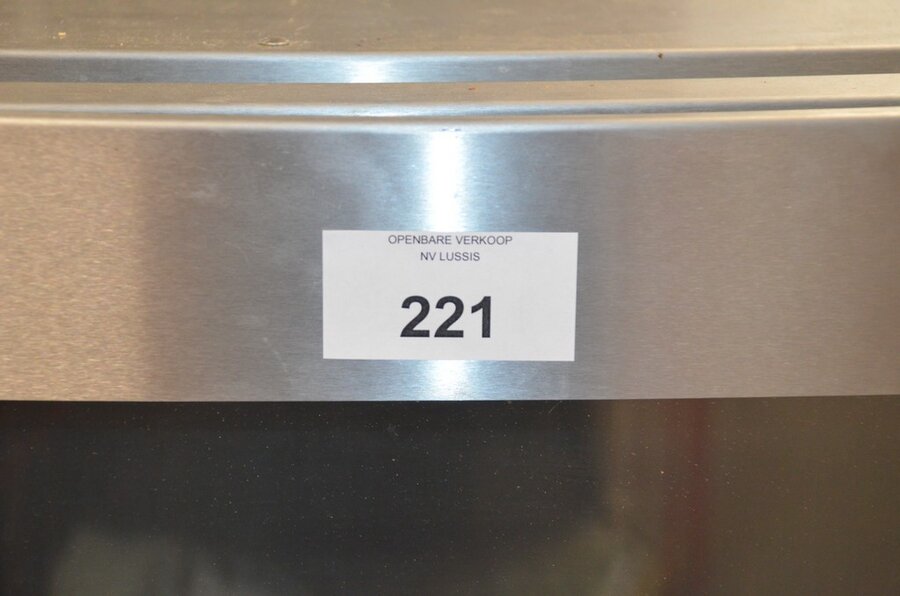 OPENBARE VERKOOP
NV LUSSIS
221